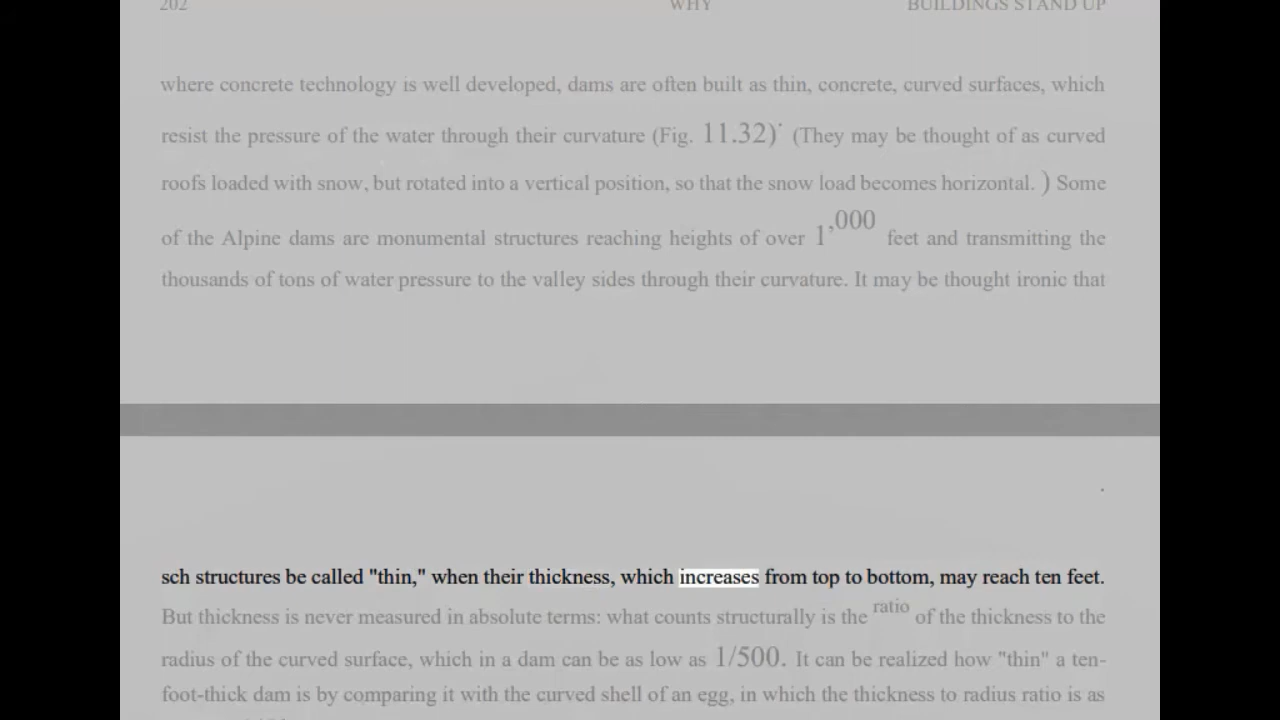 202 WHY BUILDINGS STAND UP
where concrete technology is well developed, dams are often built as thin, concrete, curved surfaces, which
resist the pressure of the water through their curvature (Fig. 11.32)˙ (They may be thought of as curved
roofs loaded with snow, but rotated into a vertical position, so that the snow load becomes horizontal. ) Some
of the Alpine dams are monumental structures reaching heights of over 1,000 feet and transmitting the
thousands of tons of water pressure to the valley sides through their curvature. It may be thought ironic that
.
sch structures be called "thin," when their thickness, which increases from top to bottom, may reach ten feet.
But thickness is never measured in absolute terms: what counts structurally is the ratio of the thickness to the
radius of the curved surface, which in a dam can be as low as 1/500. It can be realized how "thin" a ten-
foot-thick dam is by comparing it with the curved shell of an egg, in which the thickness to radius ratio is as